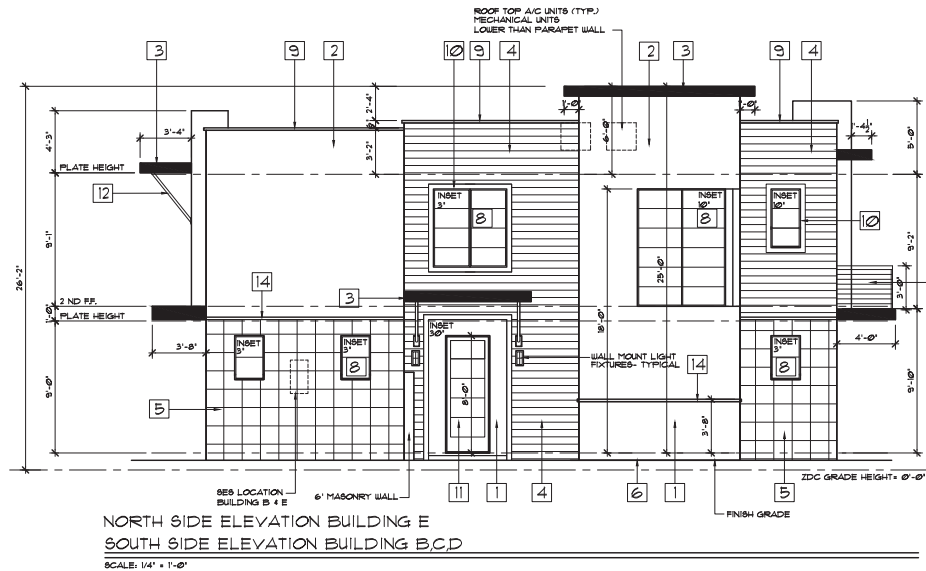 ROOF TOP A/C UNITS (TYP.)
MECHANICAL UNITS
LOWER THAN PARAPET WALL
3
9
2
10
9
4
2
3
9
4
3'-4"
4'-3"
2'-4"
3'-2"
1'-0"
6'-0"
1'-0"
1'-4½"
5'-0"
PLATE HEIGHT
12
INSET
3"
8
INSET
10"
8
INSET
10"
10
9'-1"
26'-2"
9'-2"
25'-0"
18'-0"
3'-0"
2 ND F.F.
14
3
1'-0"
PLATE HEIGHT
3'-8"
4'-0"
INSET
3"
INSET
3"
8
INSET
30"
INSET
3"
8
WALL MOUNT LIGHT
FIXTURES- TYPICAL
14
9'-0"
8'-0"
9'-10"
3'-8"
5
SES LOCATION
BUILDING B & E
6' MASONRY WALL
11
1
4
6
1
5
ZDC GRADE HEIGHT= 0'-0"
FINISH GRADE
NORTH SIDE ELEVATION BUILDING E
SOUTH SIDE ELEVATION BUILDING B,C,D
SCALE: 1/4" = 1'-0"